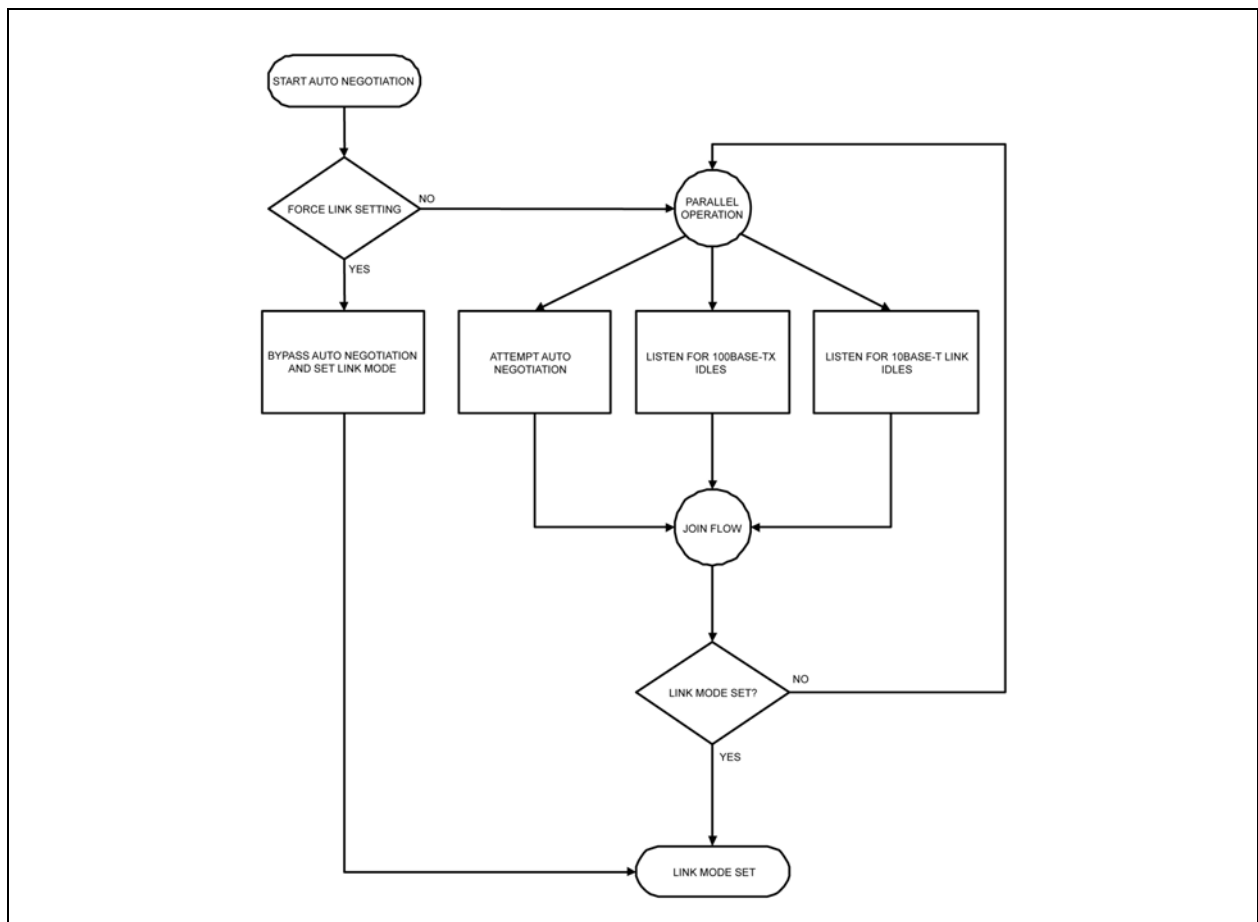 START AUTO NEGOTIATION
FORCE LINK SETTING
NO
PARALLEL
OPERATION
YES
BYPASS AUTO NEGOTIATION
AND SET LINK MODE
ATTEMPT AUTO
NEGOTIATION
LISTEN FOR 100BASE-TX
IDLES
LISTEN FOR 10BASE-T LINK
IDLES
JOIN FLOW
LINK MODE SET?
NO
YES
LINK MODE SET